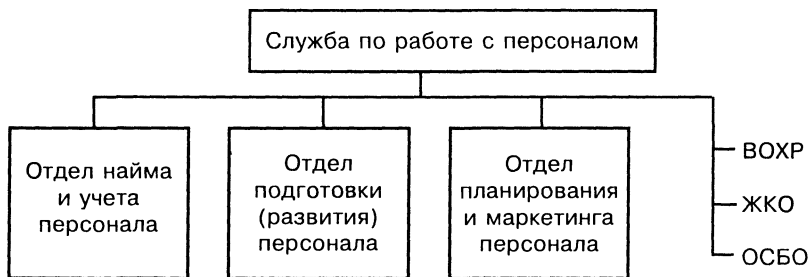 Служба по работе с персоналом
Отдел найма
и учета
персонала
Отдел
подготовки
(развития)
персонала
Отдел
планирования
и маркетинга
персонала
ВОХР
ЖКО
ОСБО